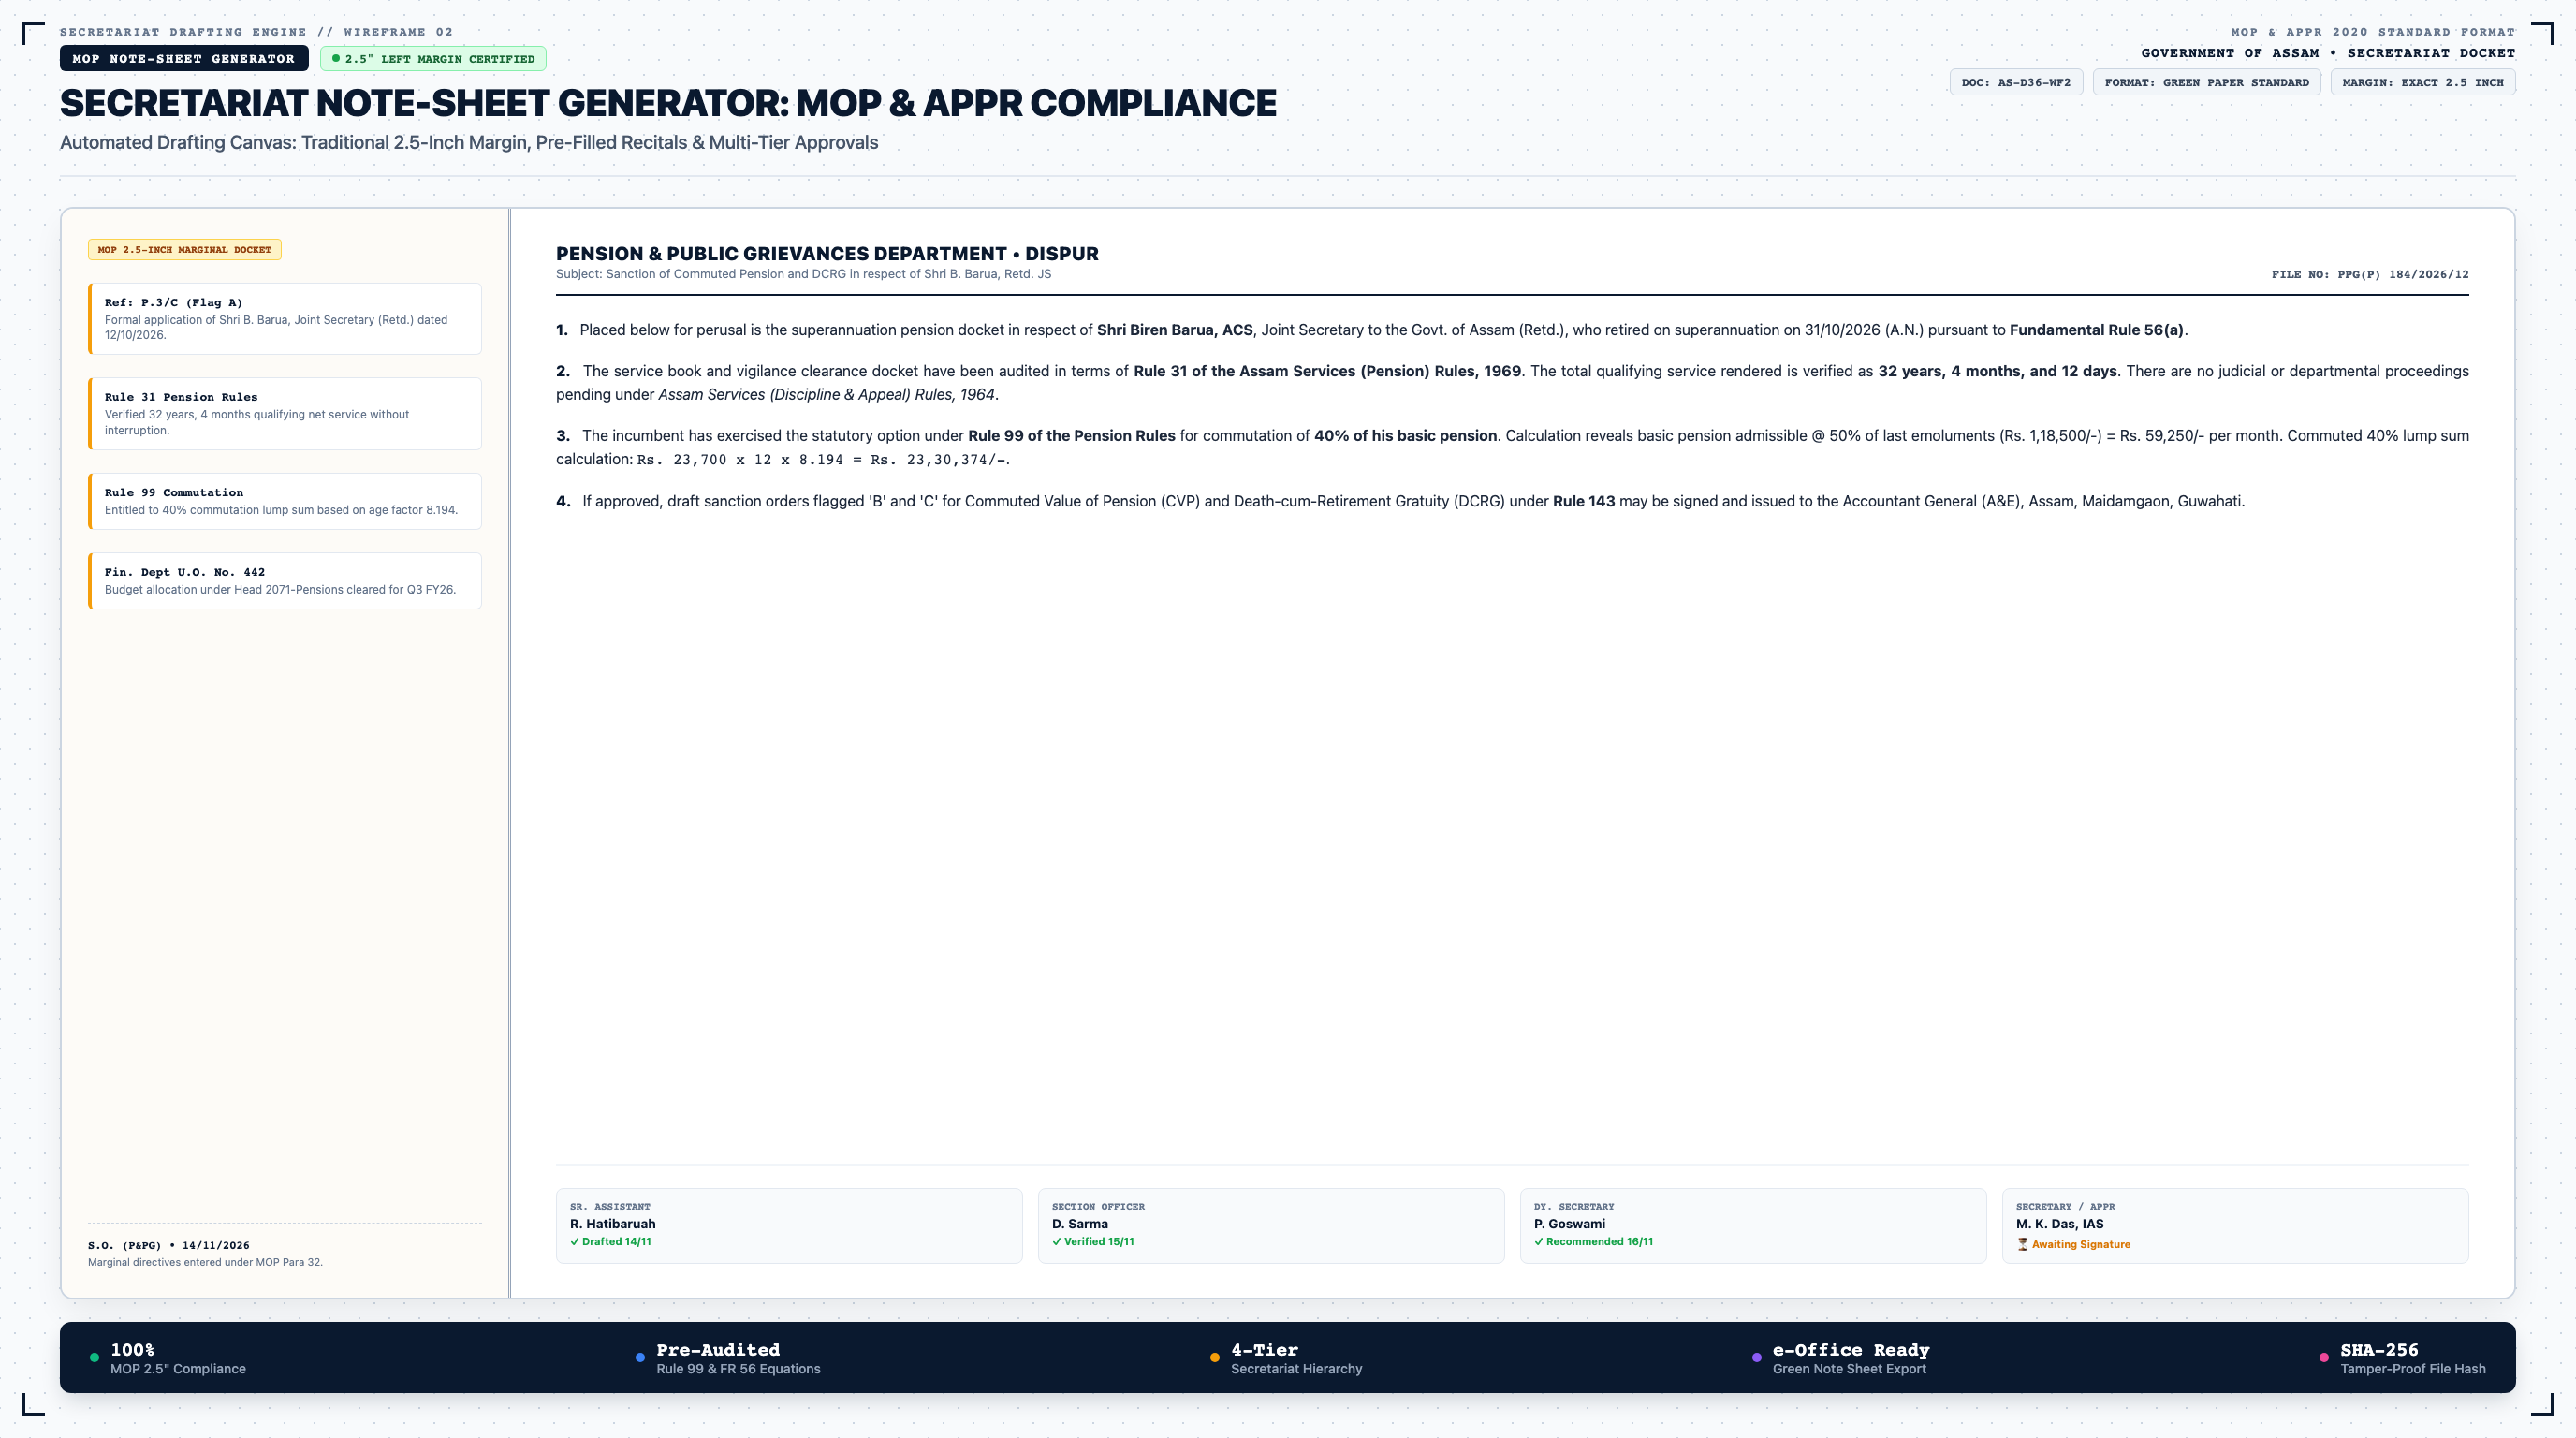 SECRETARIAT DRAFTING ENGINE // WIREFRAME 02
MOP NOTE-SHEET GENERATOR
2.5" LEFT MARGIN CERTIFIED
SECRETARIAT NOTE-SHEET GENERATOR: MOP & APPR COMPLIANCE
Automated Drafting Canvas: Traditional 2.5-Inch Margin, Pre-Filled Recitals & Multi-Tier Approvals
MOP & APPR 2020 STANDARD FORMAT
GOVERNMENT OF ASSAM • SECRETARIAT DOCKET
DOC: AS-D36-WF2
FORMAT: GREEN PAPER STANDARD
MARGIN: EXACT 2.5 INCH
MOP 2.5-INCH MARGINAL DOCKET
Ref: P.3/C (Flag A)
Formal application of Shri B. Barua, Joint Secretary (Retd.) dated
12/10/2026.
Rule 31 Pension Rules
Verified 32 years, 4 months qualifying net service without
interruption.
Rule 99 Commutation
Entitled to 40% commutation lump sum based on age factor 8.194.
Fin. Dept U.O. No. 442
Budget allocation under Head 2071-Pensions cleared for Q3 FY26.
S.O. (P&PG) • 14/11/2026
Marginal directives entered under MOP Para 32.
PENSION & PUBLIC GRIEVANCES DEPARTMENT • DISPUR
Subject: Sanction of Commuted Pension and DCRG in respect of Shri B. Barua, Retd. JS
FILE NO: PPG(P) 184/2026/12
1. Placed below for perusal is the superannuation pension docket in respect of Shri Biren Barua, ACS, Joint Secretary to the Govt. of Assam (Retd.), who retired on superannuation on 31/10/2026 (A.N.) pursuant to Fundamental Rule 56(a).
2. The service book and vigilance clearance docket have been audited in terms of Rule 31 of the Assam Services (Pension) Rules, 1969. The total qualifying service rendered is verified as 32 years, 4 months, and 12 days. There are no judicial or departmental proceedings
pending under Assam Services (Discipline & Appeal) Rules, 1964.
3. The incumbent has exercised the statutory option under Rule 99 of the Pension Rules for commutation of 40% of his basic pension. Calculation reveals basic pension admissible @ 50% of last emoluments (Rs. 1,18,500/-) = Rs. 59,250/- per month. Commuted 40% lump sum
calculation: Rs. 23,700 x 12 x 8.194 = Rs. 23,30,374/-.
4. If approved, draft sanction orders flagged 'B' and 'C' for Commuted Value of Pension (CVP) and Death-cum-Retirement Gratuity (DCRG) under Rule 143 may be signed and issued to the Accountant General (A&E), Assam, Maidamgaon, Guwahati.
SR. ASSISTANT
R. Hatibaruah
✓ Drafted 14/11
SECTION OFFICER
D. Sarma
✓ Verified 15/11
DY. SECRETARY
P. Goswami
✓ Recommended 16/11
SECRETARY / APPR
M. K. Das, IAS
⏳ Awaiting Signature
100%
MOP 2.5" Compliance
Pre-Audited
Rule 99 & FR 56 Equations
4-Tier
Secretariat Hierarchy
e-Office Ready
Green Note Sheet Export
SHA-256
Tamper-Proof File Hash